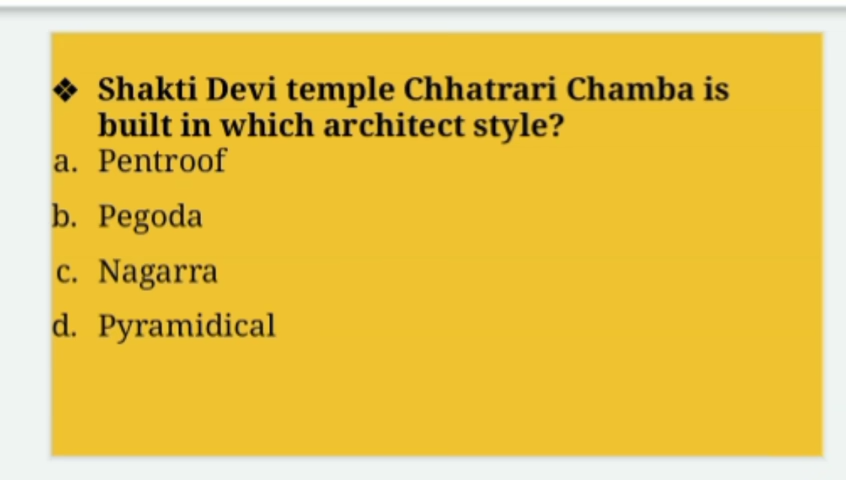 ❖ Shakti Devi temple Chhatrari Chamba is
built in which architect style?
a. Pentroof
b. Pegoda
c. Nagarra
d. Pyramidical